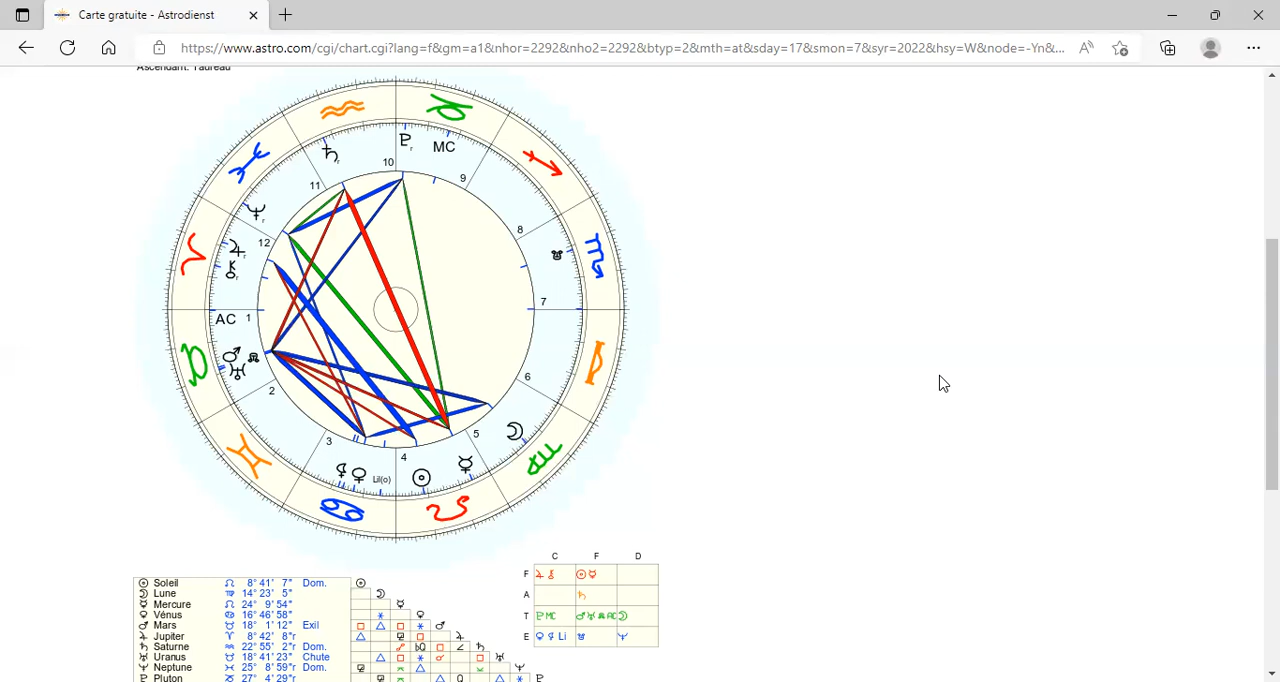 Carte gratuite - Astrodienst
https://www.astro.com/cgi/chart.cgi?lang=f&gm=a1&nhor=2292&nho2=2292&btyp=2&mth=at&sday=17&smon=7&syr=2022&hsy=W&node=-Yn&...
Ascendant: Taureau
♒ ♑
♓ ♐
♄r ♇r MC
10
11 9
♆r
12 8
♈ ♃r ⚷r ☊ ♏
AC 1 7
♉ ♂ ☊ ♅ ♎
2 6
3 5
4
♊ ⚸ ♀ Lil(o) ☉ ☿ ☽ ♍
♋ ♌
C F D
F ♃ ⚷ ☉ ☿
A ♄
T ♇ MC ♂ ♅ ☊ AC ☽
E ♀ ⚸ Li ☋ ♆
☉ Soleil ♌ 8° 41' 7" Dom.
☽ Lune ♍ 14° 23' 5"
☿ Mercure ♌ 24° 9' 54"
♀ Vénus ♋ 16° 46' 58"
♂ Mars ♉ 18° 1' 12" Exil
♃ Jupiter ♈ 8° 42' 8"r
♄ Saturne ♒ 22° 55' 2"r Dom.
♅ Uranus ♉ 18° 41' 23" Chute
♆ Neptune ♓ 25° 8' 59"r Dom.
♇ Pluton ♑ 27° 4' 29"r